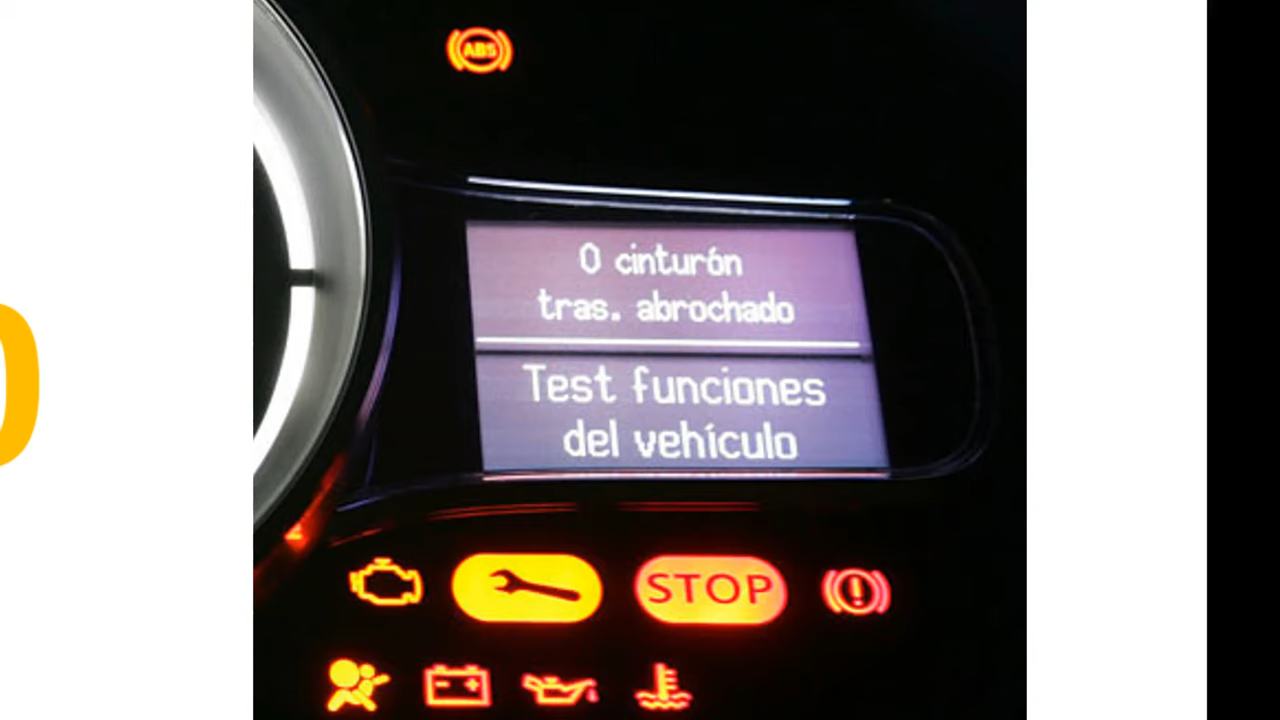 ABS
0 cinturón
tras. abrochado
Test funciones
del vehículo
STOP